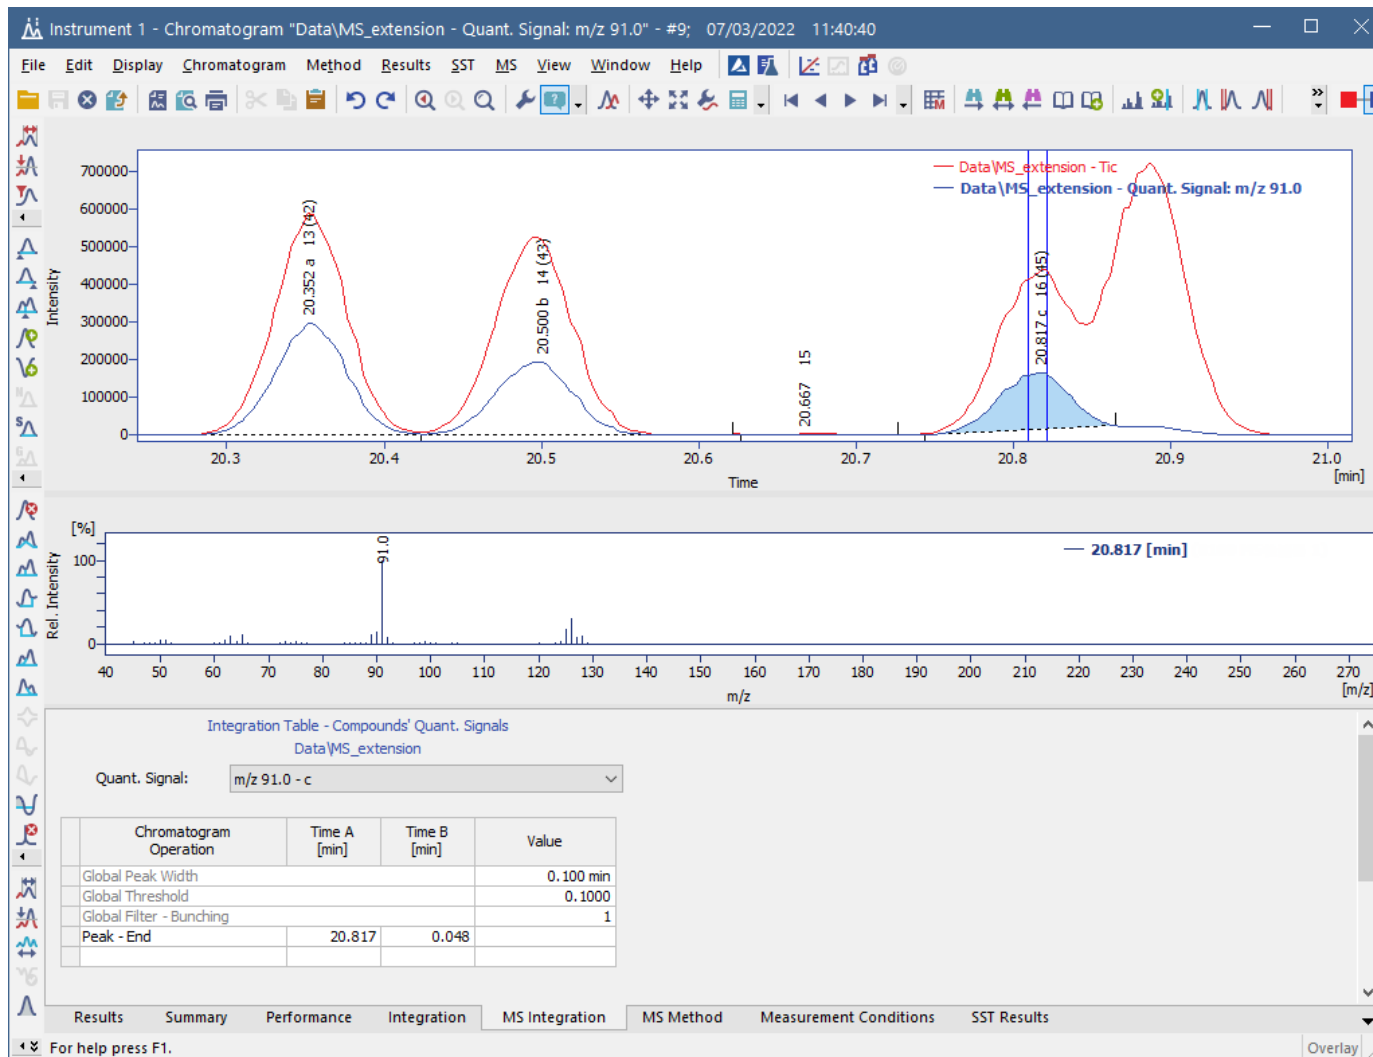 Instrument 1 - Chromatogram "Data\MS_extension - Quant. Signal: m/z 91.0" - #9; 07/03/2022 11:40:40
File Edit Display Chromatogram Method Results SST MS View Window Help
Data\MS_extension - Tic
Data\MS_extension - Quant. Signal: m/z 91.0
Intensity
700000
600000
500000
400000
300000
200000
100000
0
20.352 a 13 (42)
20.500 b 14 (43)
20.667 15
20.817 c 16 (45)
20.3 20.4 20.5 20.6 20.7 20.8 20.9 21.0
Time
[min]
[%]
Rel. Intensity
100
0
91.0
20.817 [min]
40 50 60 70 80 90 100 110 120 130 140 150 160 170 180 190 200 210 220 230 240 250 260 270
m/z
[m/z]
Integration Table - Compounds' Quant. Signals
Data\MS_extension
Quant. Signal: m/z 91.0 - c
Chromatogram Operation Time A [min] Time B [min] Value
Global Peak Width 0.100 min
Global Threshold 0.1000
Global Filter - Bunching 1
Peak - End 20.817 0.048
Results Summary Performance Integration MS Integration MS Method Measurement Conditions SST Results
For help press F1.
Overlay